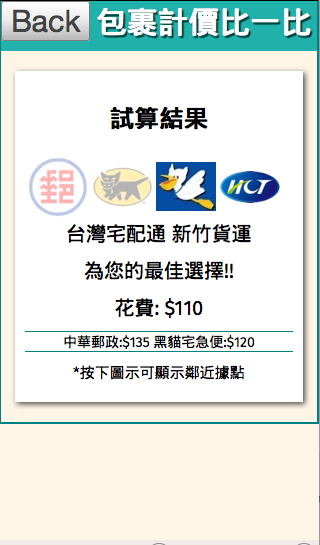 Back 包裹計價比一比
試算結果
郵 HCT
台灣宅配通 新竹貨運
為您的最佳選擇!!
花費: $110
中華郵政:$135 黑貓宅急便:$120
*按下圖示可顯示鄰近據點